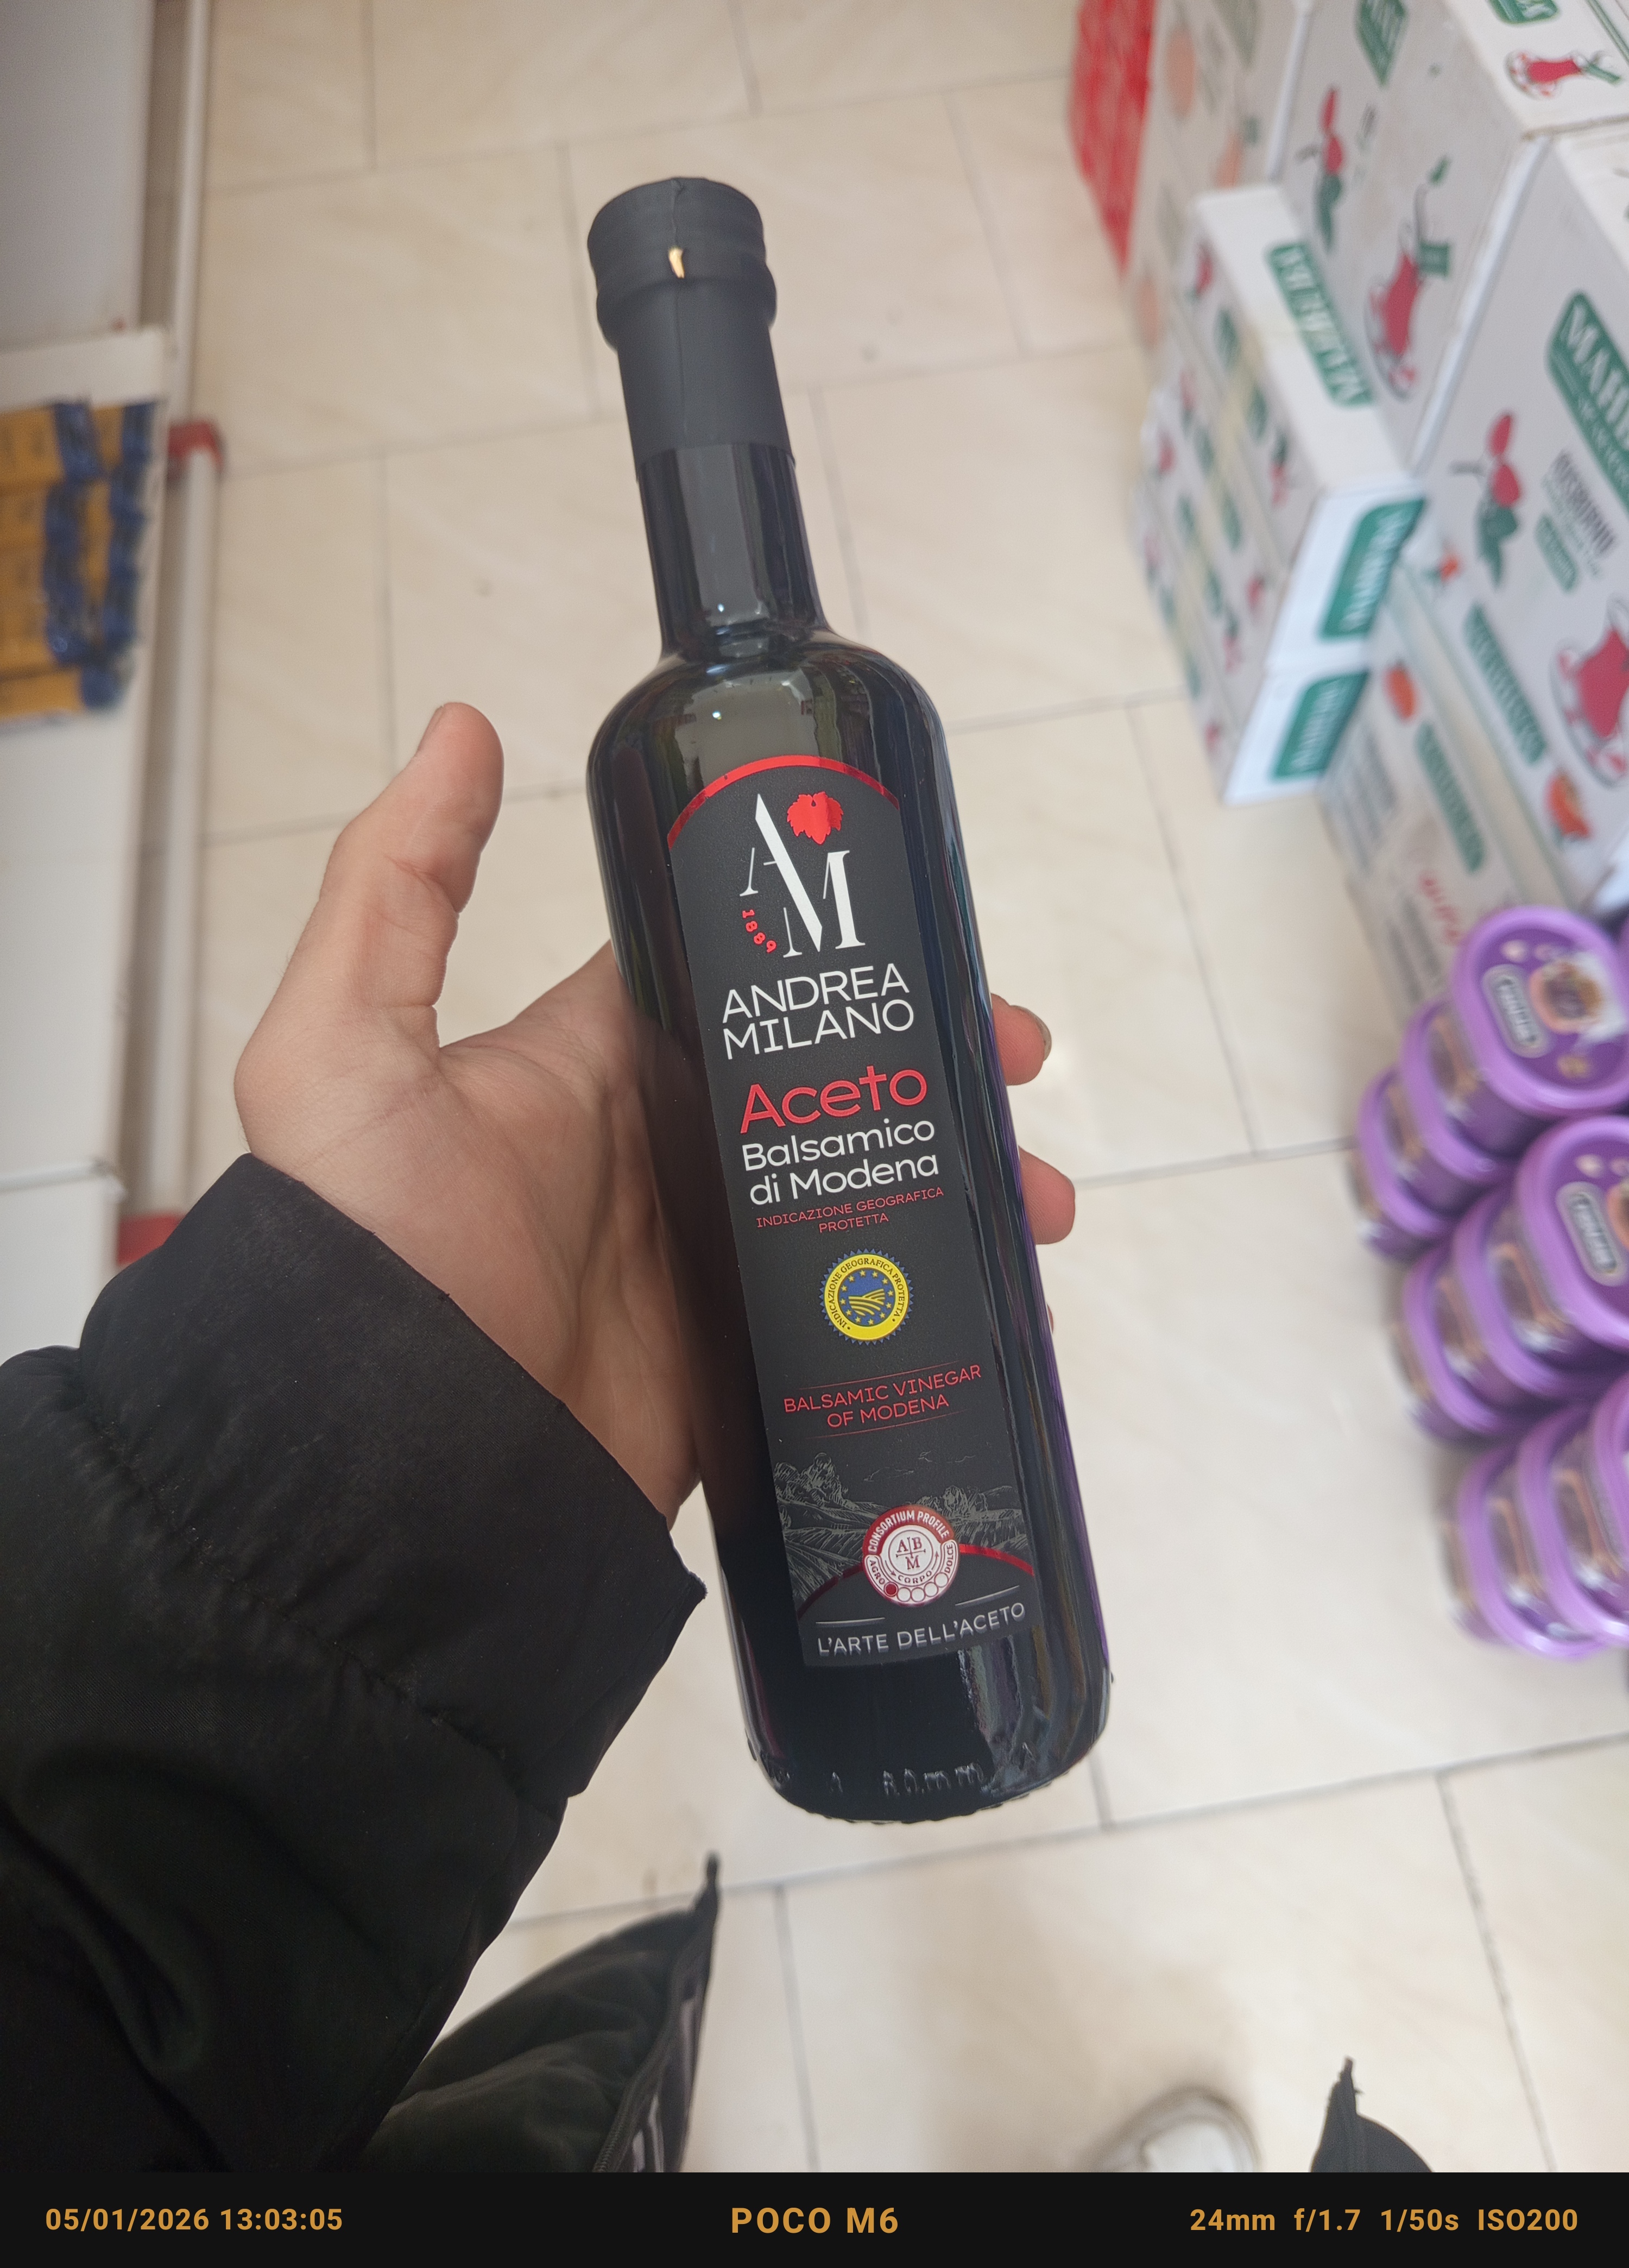 AM
1889
ANDREA
MILANO
Aceto
Balsamico
di Modena
INDICAZIONE GEOGRAFICA
PROTETTA
INDICAZIONE GEOGRAFICA PROTETTA
BALSAMIC VINEGAR
OF MODENA
CONSORTIUM PROFILE
ABM
AGRO CORPO DOLCE
L'ARTE DELL'ACETO
05/01/2026 13:03:05
POCO M6
24mm f/1.7 1/50s ISO200